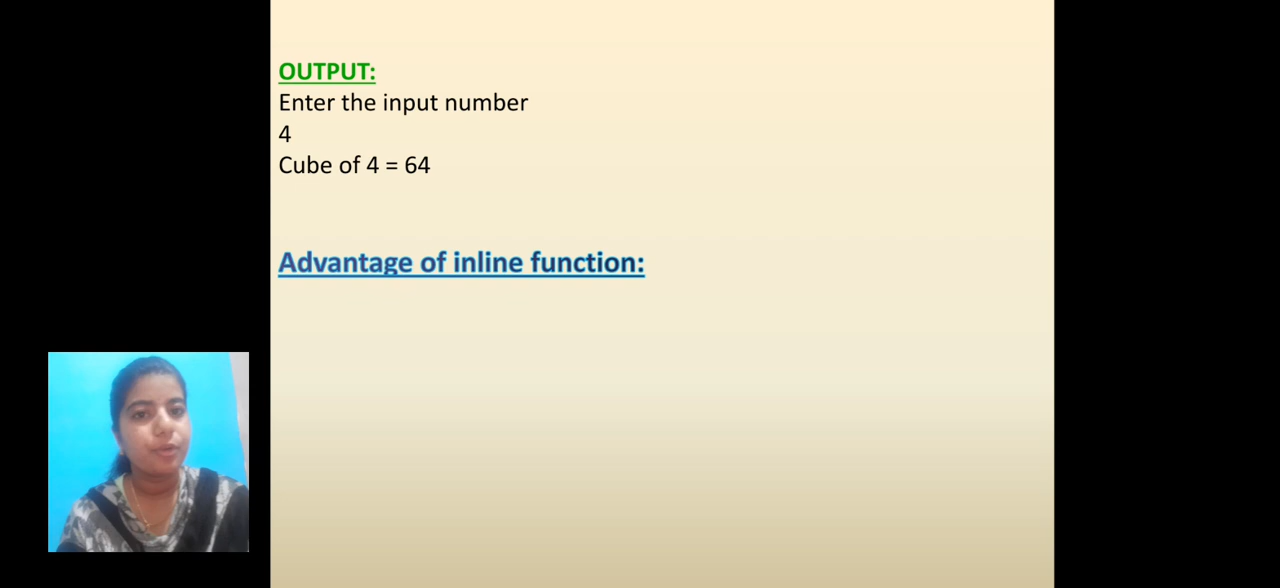 OUTPUT:
Enter the input number
4
Cube of 4 = 64
Advantage of inline function: